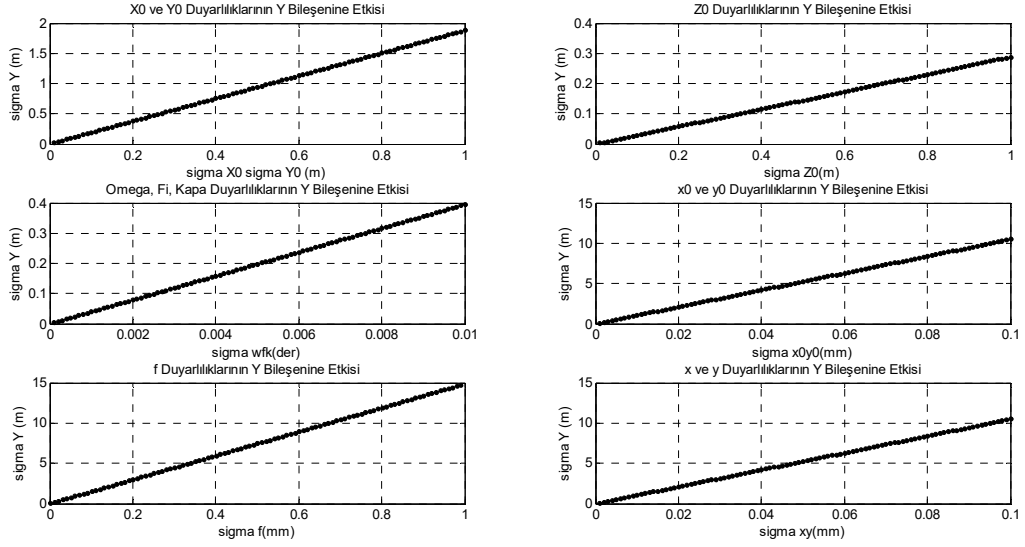 X0 ve Y0 Duyarlılıklarının Y Bileşenine Etkisi
2
1.5
1
0.5
0
sigma Y (m)
0 0.2 0.4 0.6 0.8 1
sigma X0 sigma Y0 (m)
Z0 Duyarlılıklarının Y Bileşenine Etkisi
0.4
0.3
0.2
0.1
0
sigma Y (m)
0 0.2 0.4 0.6 0.8 1
sigma Z0(m)
Omega, Fi, Kapa Duyarlılıklarının Y Bileşenine Etkisi
0.4
0.3
0.2
0.1
0
sigma Y (m)
0 0.002 0.004 0.006 0.008 0.01
sigma wfk(der)
x0 ve y0 Duyarlılıklarının Y Bileşenine Etkisi
15
10
5
0
sigma Y (m)
0 0.02 0.04 0.06 0.08 0.1
sigma x0y0(mm)
f Duyarlılıklarının Y Bileşenine Etkisi
15
10
5
0
sigma Y (m)
0 0.2 0.4 0.6 0.8 1
sigma f(mm)
x ve y Duyarlılıklarının Y Bileşenine Etkisi
15
10
5
0
sigma Y (m)
0 0.02 0.04 0.06 0.08 0.1
sigma xy(mm)